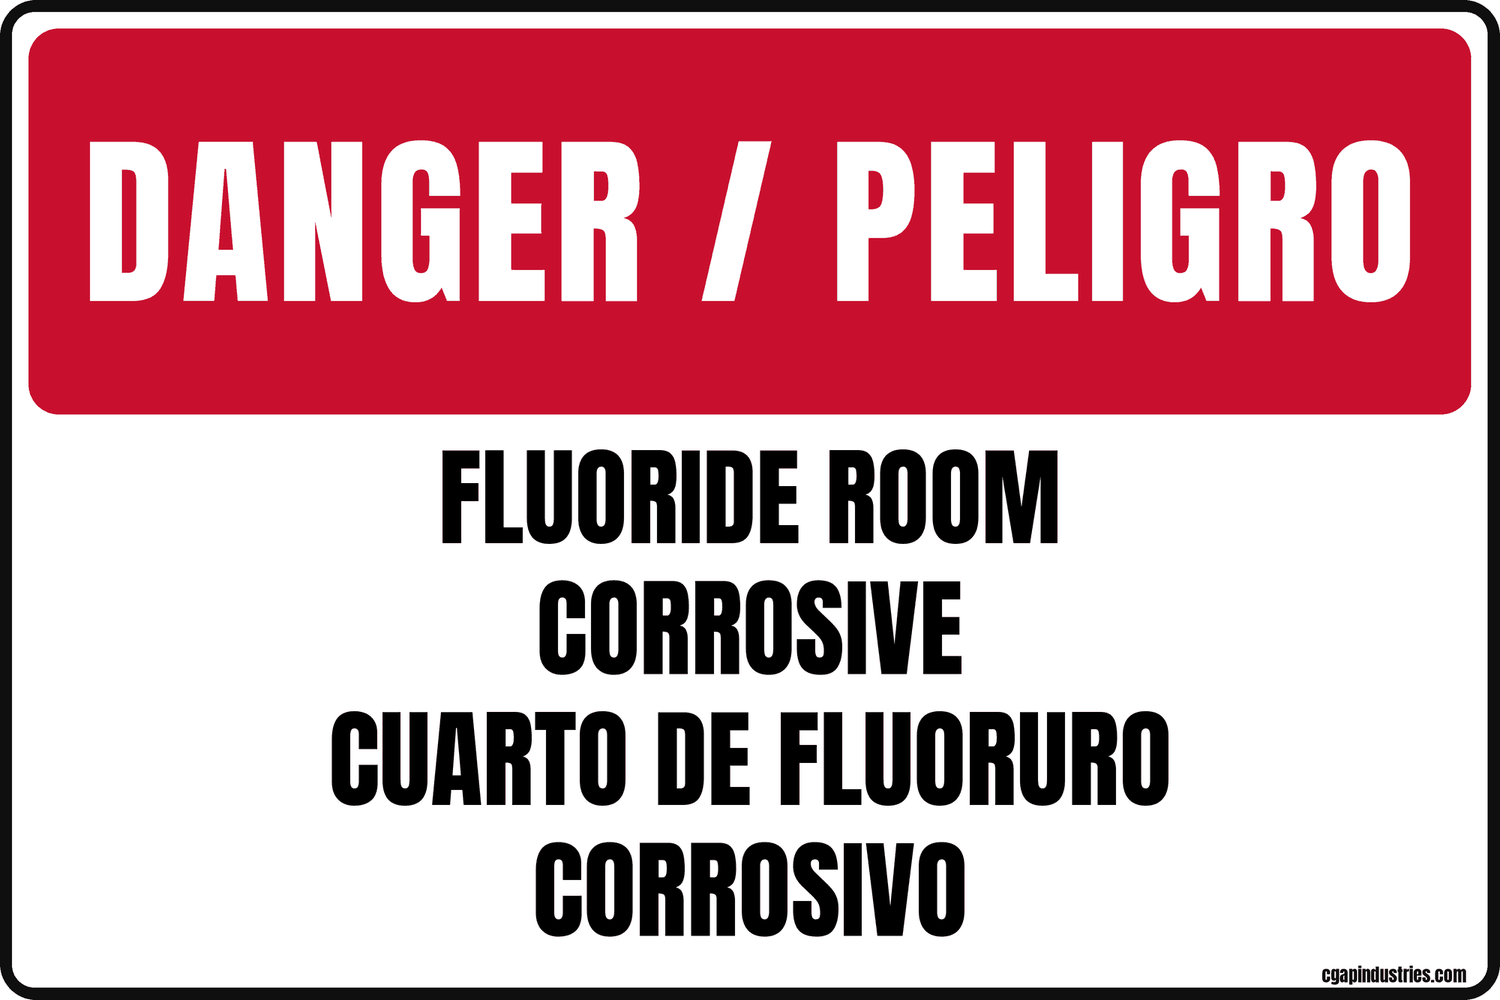 DANGER / PELIGRO
FLUORIDE ROOM
CORROSIVE
CUARTO DE FLUORURO
CORROSIVO
cgapindustries.com